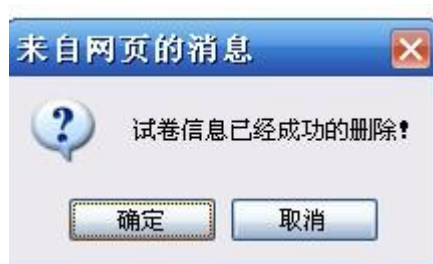 来自网页的消息
试卷信息已经成功的删除!
确定
取消